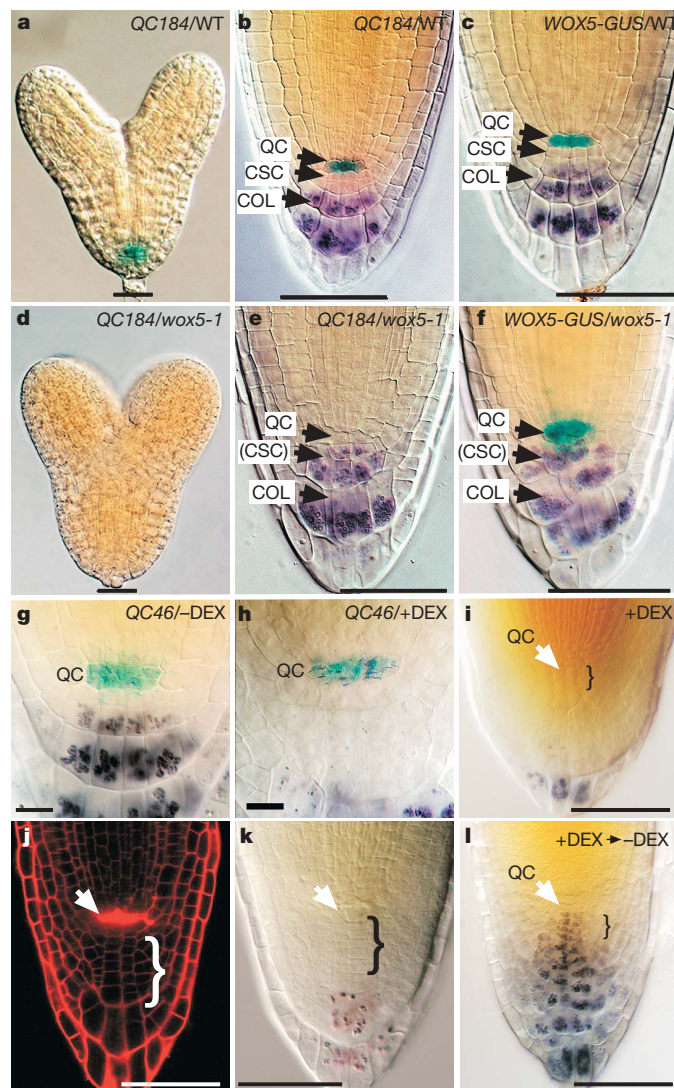 a QC184/WT
b QC184/WT
QC
CSC
COL
c WOX5-GUS/WT
QC
CSC
COL
d QC184/wox5-1
e QC184/wox5-1
QC
(CSC)
COL
f WOX5-GUS/wox5-1
QC
(CSC)
COL
g QC46/–DEX
QC
h QC46/+DEX
QC
i +DEX
QC
}
j
}
k
}
l +DEX → –DEX
QC
}